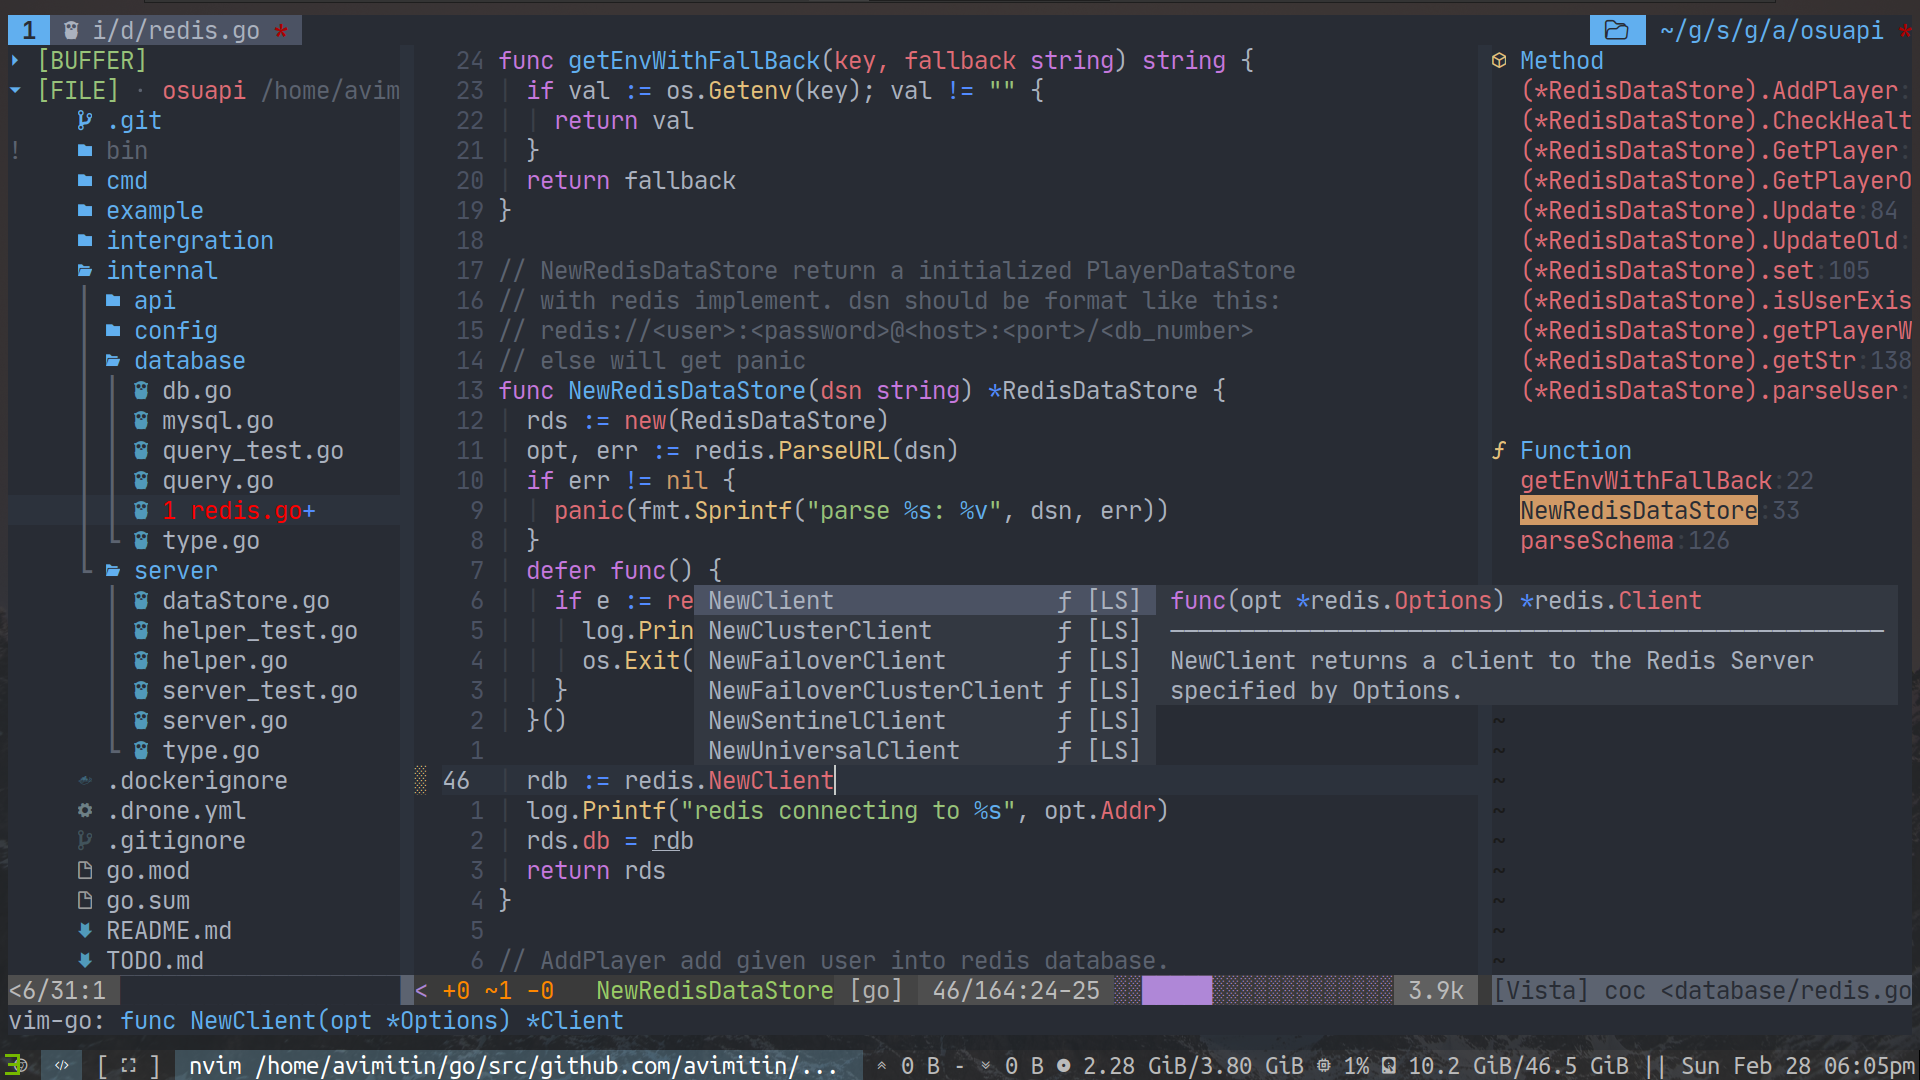 1 i/d/redis.go *
~/g/s/g/a/osuapi *
[BUFFER]
[FILE] · osuapi /home/avim
.git
! bin
cmd
example
intergration
internal
api
config
database
db.go
mysql.go
query_test.go
query.go
1 redis.go+
type.go
server
dataStore.go
helper_test.go
helper.go
server_test.go
server.go
type.go
.dockerignore
.drone.yml
.gitignore
go.mod
go.sum
README.md
TODO.md
<6/31:1
24 func getEnvWithFallBack(key, fallback string) string {
23 if val := os.Getenv(key); val != "" {
22 return val
21 }
20 return fallback
19 }
18
17 // NewRedisDataStore return a initialized PlayerDataStore
16 // with redis implement. dsn should be format like this:
15 // redis://<user>:<password>@<host>:<port>/<db_number>
14 // else will get panic
13 func NewRedisDataStore(dsn string) *RedisDataStore {
12 rds := new(RedisDataStore)
11 opt, err := redis.ParseURL(dsn)
10 if err != nil {
9 panic(fmt.Sprintf("parse %s: %v", dsn, err))
8 }
7 defer func() {
6 if e := re
5 log.Prin
4 os.Exit(
3 }
2 }()
1
46 rdb := redis.NewClient
1 log.Printf("redis connecting to %s", opt.Addr)
2 rds.db = rdb
3 return rds
4 }
5
6 // AddPlayer add given user into redis database.
NewClient ƒ [LS]
NewClusterClient ƒ [LS]
NewFailoverClient ƒ [LS]
NewFailoverClusterClient ƒ [LS]
NewSentinelClient ƒ [LS]
NewUniversalClient ƒ [LS]
func(opt *redis.Options) *redis.Client
NewClient returns a client to the Redis Server
specified by Options.
Method
(*RedisDataStore).AddPlayer:
(*RedisDataStore).CheckHealt
(*RedisDataStore).GetPlayer:
(*RedisDataStore).GetPlayerO
(*RedisDataStore).Update:84
(*RedisDataStore).UpdateOld:
(*RedisDataStore).set:105
(*RedisDataStore).isUserExis
(*RedisDataStore).getPlayerW
(*RedisDataStore).getStr:138
(*RedisDataStore).parseUser:
ƒ Function
getEnvWithFallBack:22
NewRedisDataStore:33
parseSchema:126
~
~
~
~
~
~
~
~
~
< +0 ~1 -0 NewRedisDataStore [go] 46/164:24-25 3.9k
[Vista] coc <database/redis.go
vim-go: func NewClient(opt *Options) *Client
[ ] nvim /home/avimitin/go/src/github.com/avimitin/... 0 B - 0 B 2.28 GiB/3.80 GiB 1% 10.2 GiB/46.5 GiB || Sun Feb 28 06:05pm